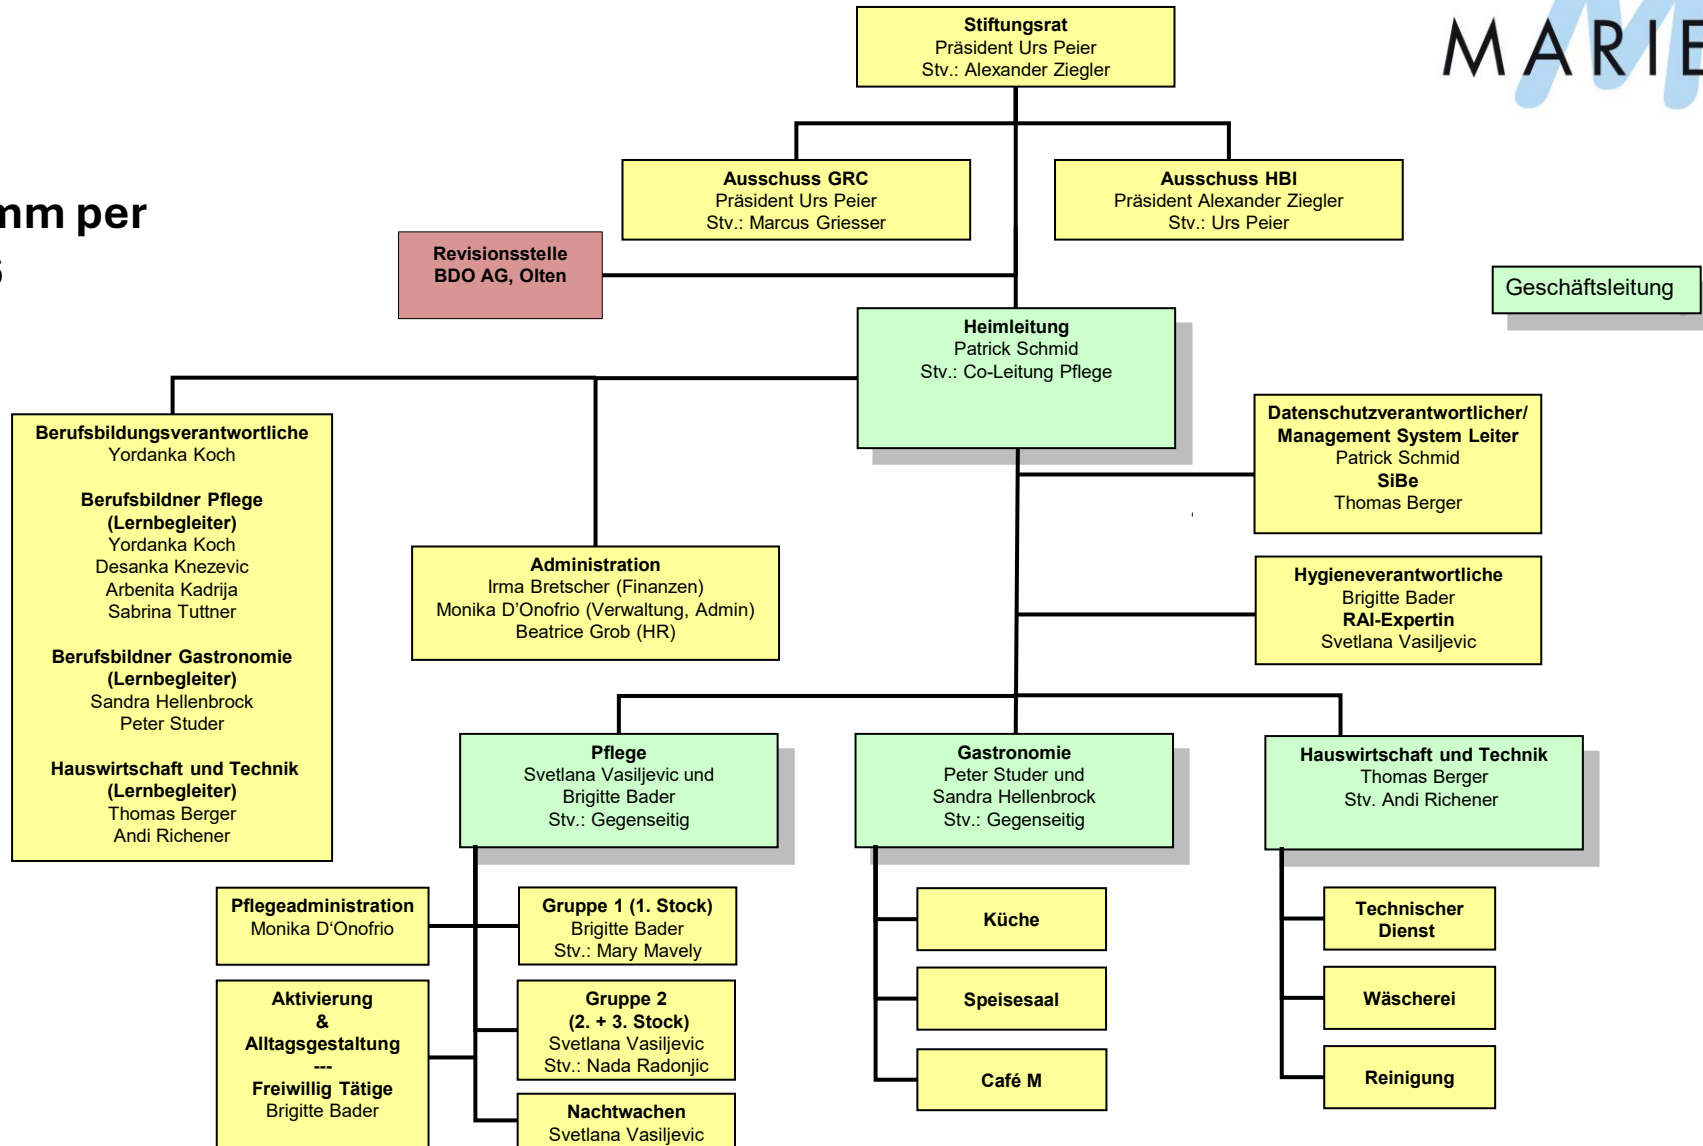 Stiftungsrat
Präsident Urs Peier
Stv.: Alexander Ziegler
MARIE
Ausschuss GRC
Präsident Urs Peier
Stv.: Marcus Griesser
Ausschuss HBI
Präsident Alexander Ziegler
Stv.: Urs Peier
mm per
Revisionsstelle
BDO AG, Olten
Geschäftsleitung
Heimleitung
Patrick Schmid
Stv.: Co-Leitung Pflege
Berufsbildungsverantwortliche
Yordanka Koch
Berufsbildner Pflege
(Lernbegleiter)
Yordanka Koch
Desanka Knezevic
Arbenita Kadrija
Sabrina Tuttner
Berufsbildner Gastronomie
(Lernbegleiter)
Sandra Hellenbrock
Peter Studer
Hauswirtschaft und Technik
(Lernbegleiter)
Thomas Berger
Andi Richener
Administration
Irma Bretscher (Finanzen)
Monika D’Onofrio (Verwaltung, Admin)
Beatrice Grob (HR)
Datenschutzverantwortlicher/
Management System Leiter
Patrick Schmid
SiBe
Thomas Berger
Hygieneverantwortliche
Brigitte Bader
RAI-Expertin
Svetlana Vasiljevic
Pflege
Svetlana Vasiljevic und
Brigitte Bader
Stv.: Gegenseitig
Gastronomie
Peter Studer und
Sandra Hellenbrock
Stv.: Gegenseitig
Hauswirtschaft und Technik
Thomas Berger
Stv. Andi Richener
Pflegeadministration
Monika D‘Onofrio
Gruppe 1 (1. Stock)
Brigitte Bader
Stv.: Mary Mavely
Aktivierung
&
Alltagsgestaltung
---
Freiwillig Tätige
Brigitte Bader
Gruppe 2
(2. + 3. Stock)
Svetlana Vasiljevic
Stv.: Nada Radonjic
Nachtwachen
Svetlana Vasiljevic
Küche
Speisesaal
Café M
Technischer
Dienst
Wäscherei
Reinigung